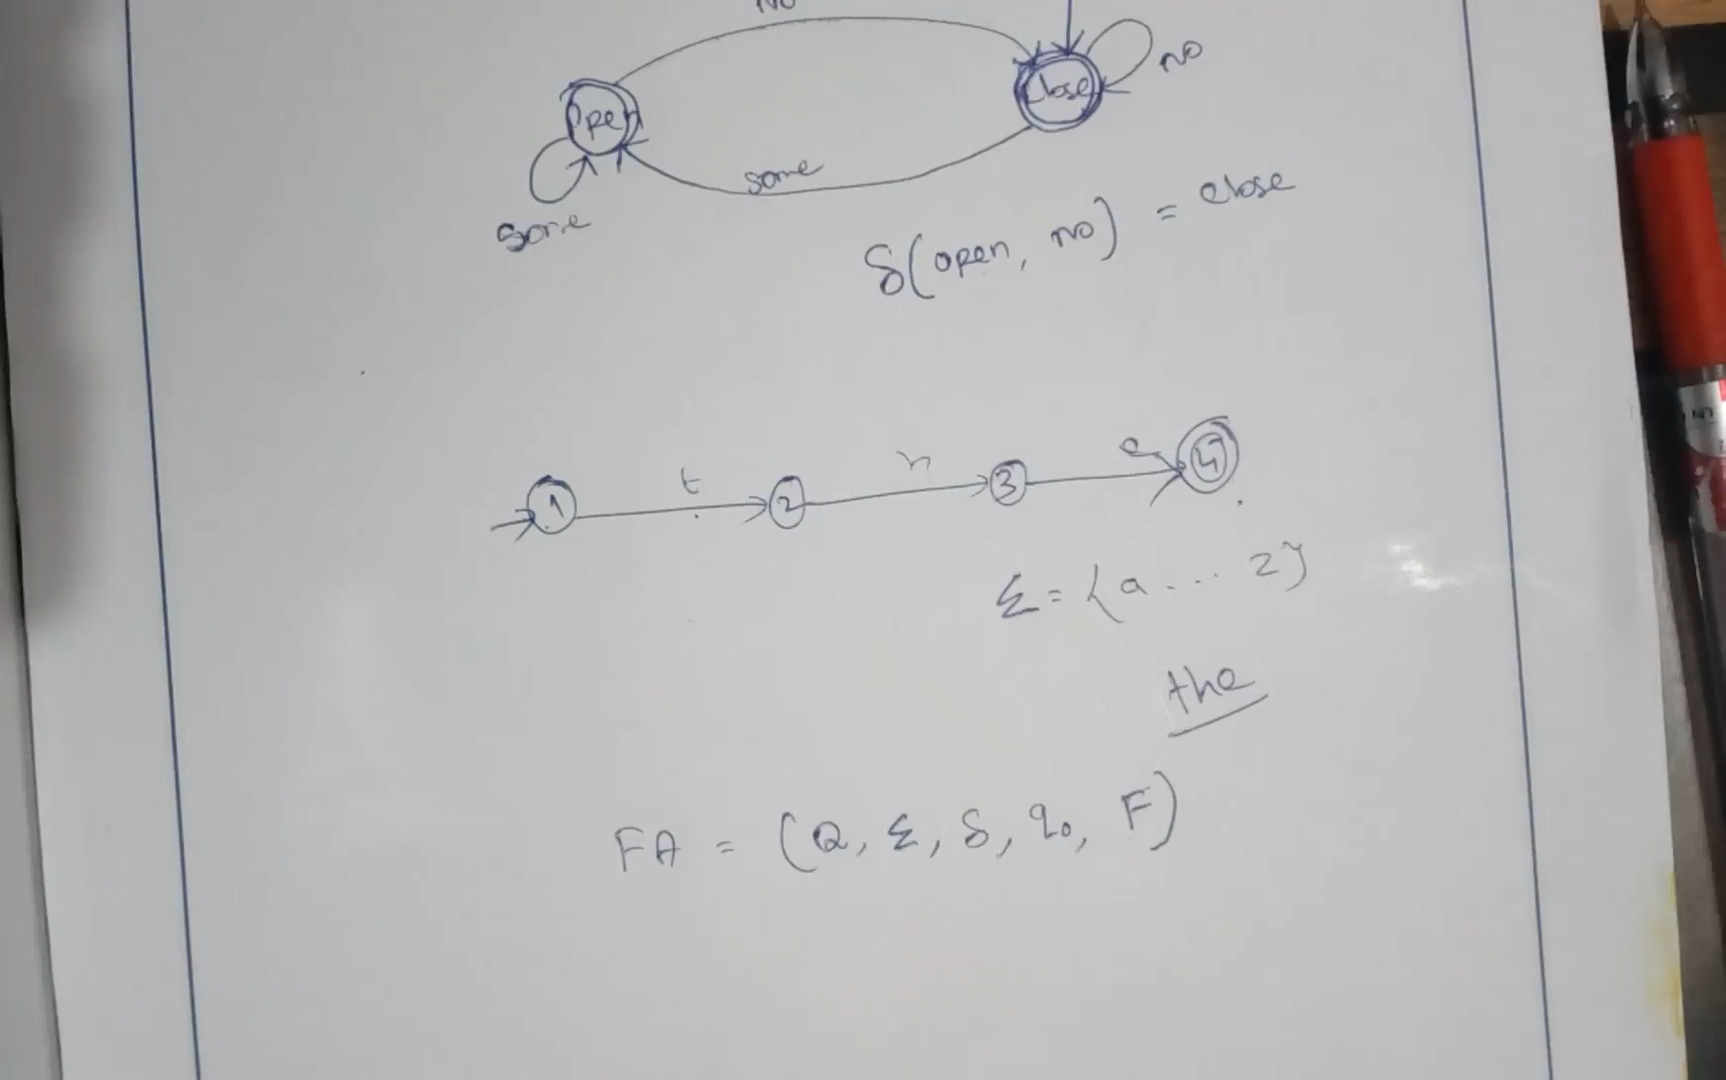 No
open
close
no
some
some
δ(open, no) = close
1 t 2 h 3 e 4
Σ = {a ... z}
the
FA = (Q, Σ, δ, q₀, F)